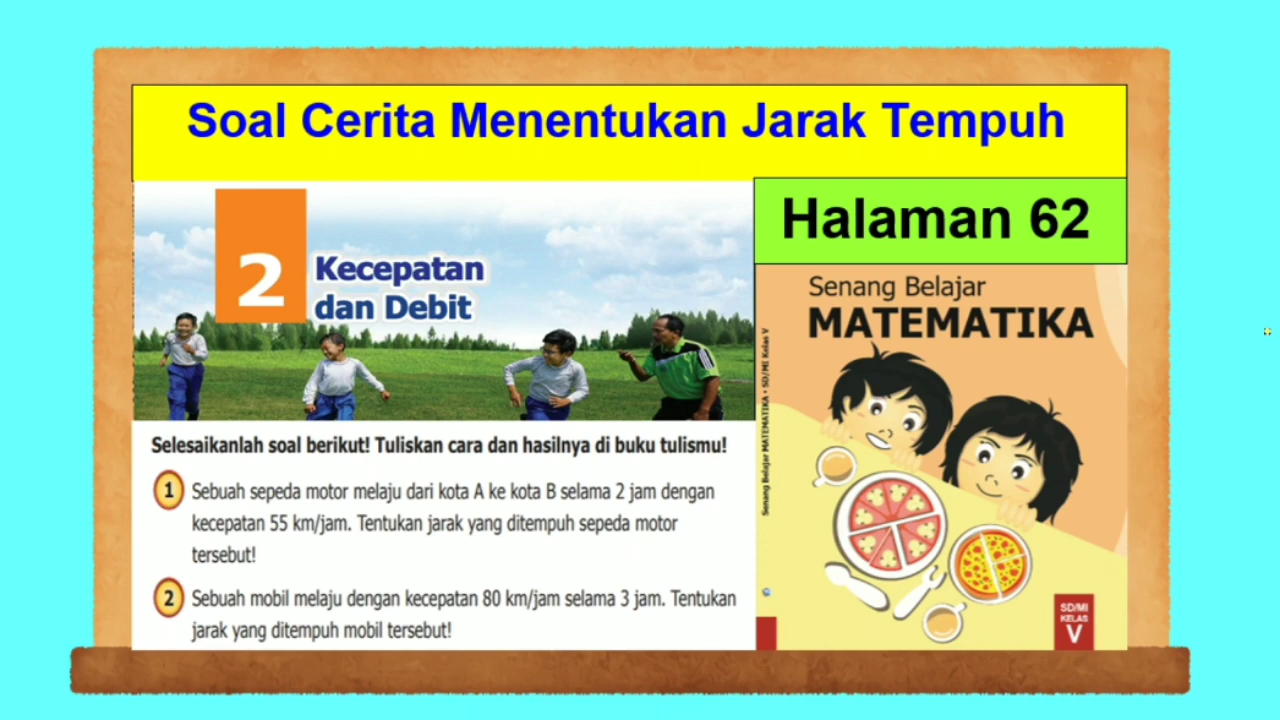 Soal Cerita Menentukan Jarak Tempuh
2
Kecepatan
dan Debit
Selesaikanlah soal berikut! Tuliskan cara dan hasilnya di buku tulismu!
1 Sebuah sepeda motor melaju dari kota A ke kota B selama 2 jam dengan
kecepatan 55 km/jam. Tentukan jarak yang ditempuh sepeda motor
tersebut!
2 Sebuah mobil melaju dengan kecepatan 80 km/jam selama 3 jam. Tentukan
jarak yang ditempuh mobil tersebut!
Halaman 62
Senang Belajar MATEMATIKA • SD/MI Kelas V
Senang Belajar
MATEMATIKA
SD/MI
KELAS
V